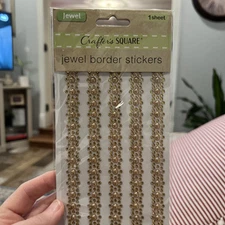 jewel 1 sheet
Crafter's SQUARE
jewel border stickers